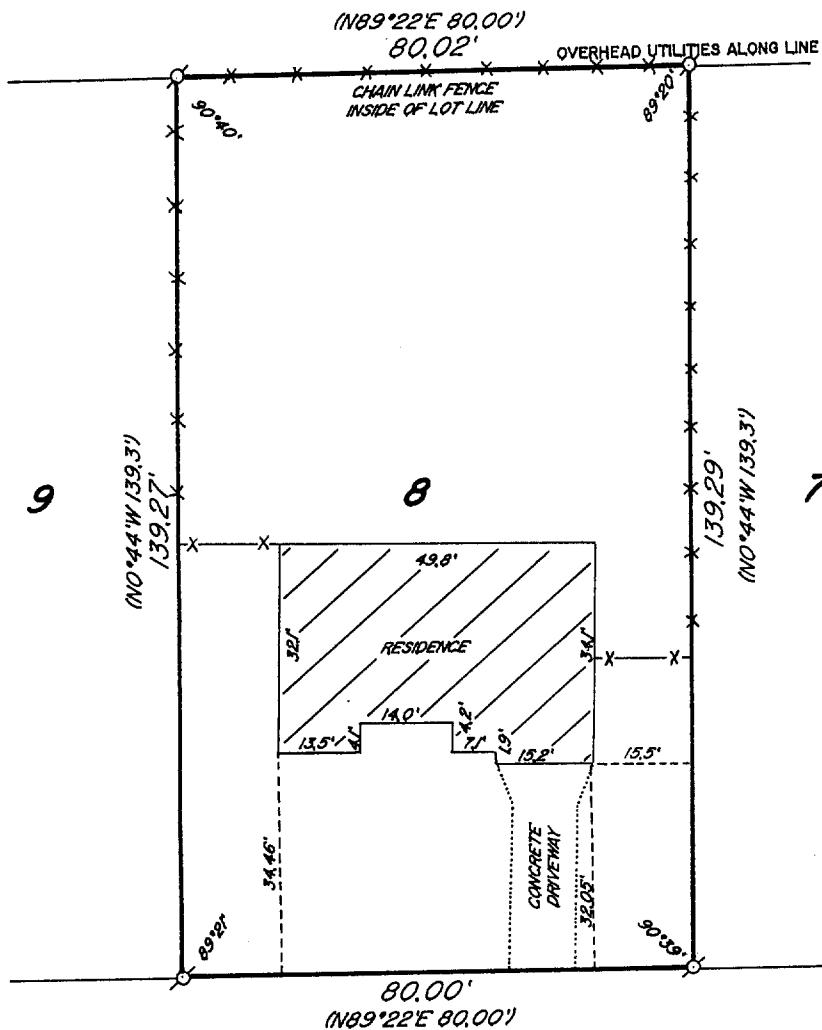 (N89°22'E 80.00')
80.02'
OVERHEAD UTILITIES ALONG LINE
CHAIN LINK FENCE
INSIDE OF LOT LINE
90°40'
89°20'
(N0°44'W 139.3')
139.27'
9
8
7
139.29'
(N0°44'W 139.3')
49.8'
32.1'
RESIDENCE
34.1'
14.0'
13.5'
4.1'
4.2'
7.1'
1.9'
15.2'
15.5'
34.46'
CONCRETE
DRIVEWAY
32.05'
89°21'
90°39'
80.00'
(N89°22'E 80.00')